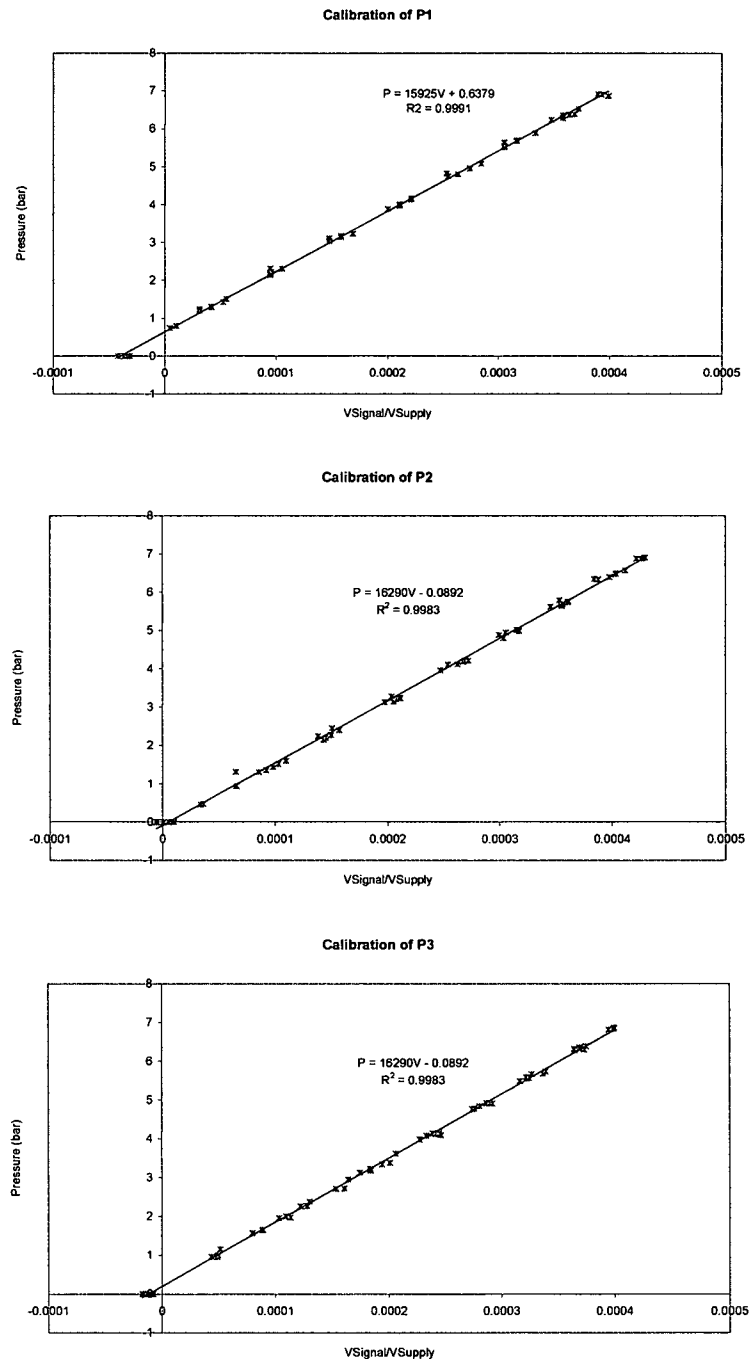 Calibration of P1
8
7
P = 15925V + 0.6379
R2 = 0.9991
6
5
Pressure (bar)
4
3
2
1
0
-0.0001 0 0.0001 0.0002 0.0003 0.0004 0.0005
-1
VSignal/VSupply
Calibration of P2
8
7
P = 16290V - 0.0892
R² = 0.9983
6
5
Pressure (bar)
4
3
2
1
0
-0.0001 0 0.0001 0.0002 0.0003 0.0004 0.0005
-1
VSignal/VSupply
Calibration of P3
8
7
P = 16290V - 0.0892
R² = 0.9983
6
5
Pressure (bar)
4
3
2
1
0
-0.0001 0 0.0001 0.0002 0.0003 0.0004 0.0005
-1
VSignal/VSupply